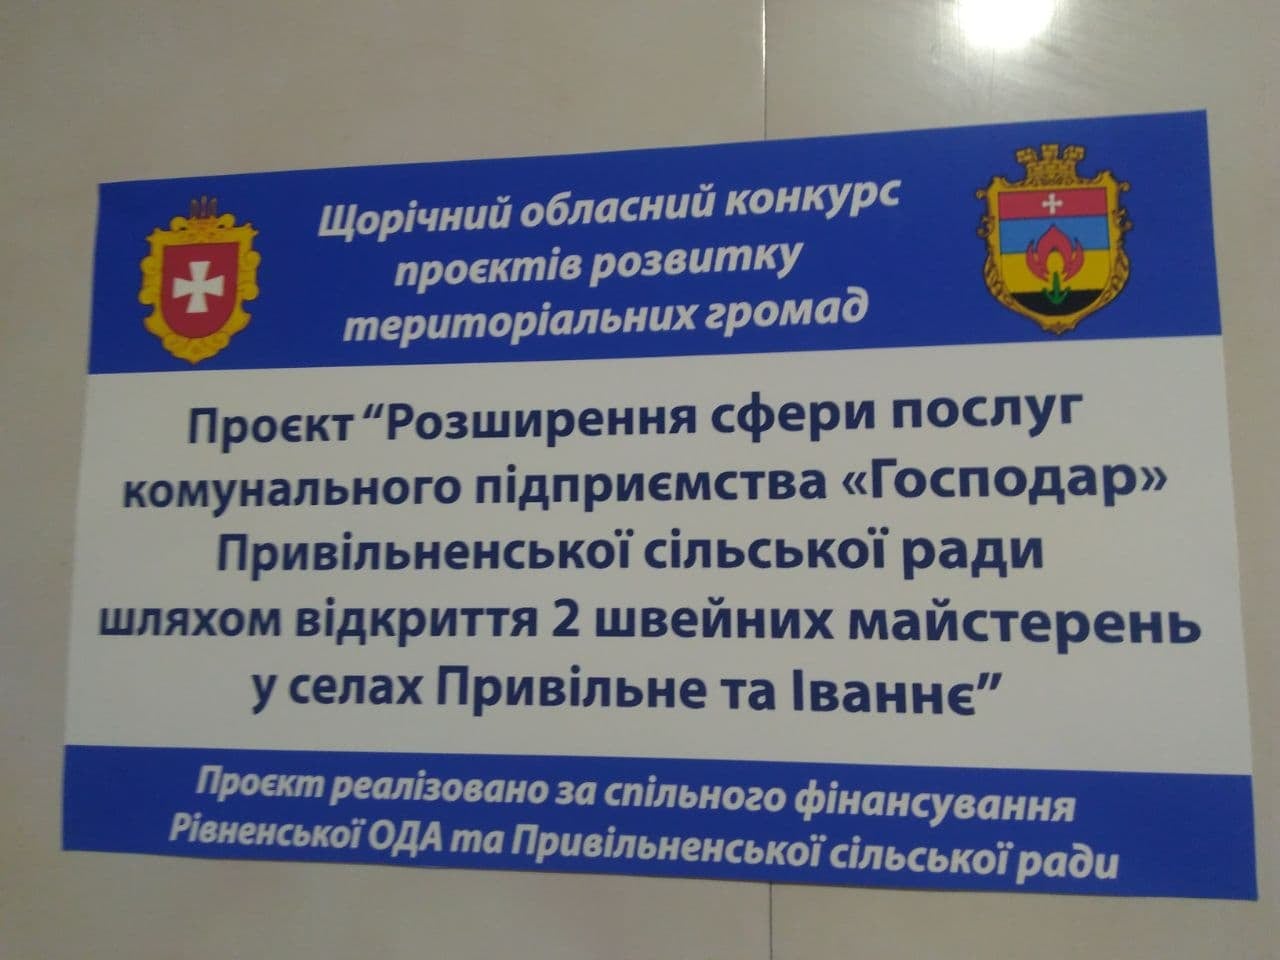 Щорічний обласний конкурс
проєктів розвитку
територіальних громад
Проєкт “Розширення сфери послуг
комунального підприємства «Господар»
Привільненської сільської ради
шляхом відкриття 2 швейних майстерень
у селах Привільне та Іваннє”
Проєкт реалізовано за спільного фінансування
Рівненської ОДА та Привільненської сільської ради